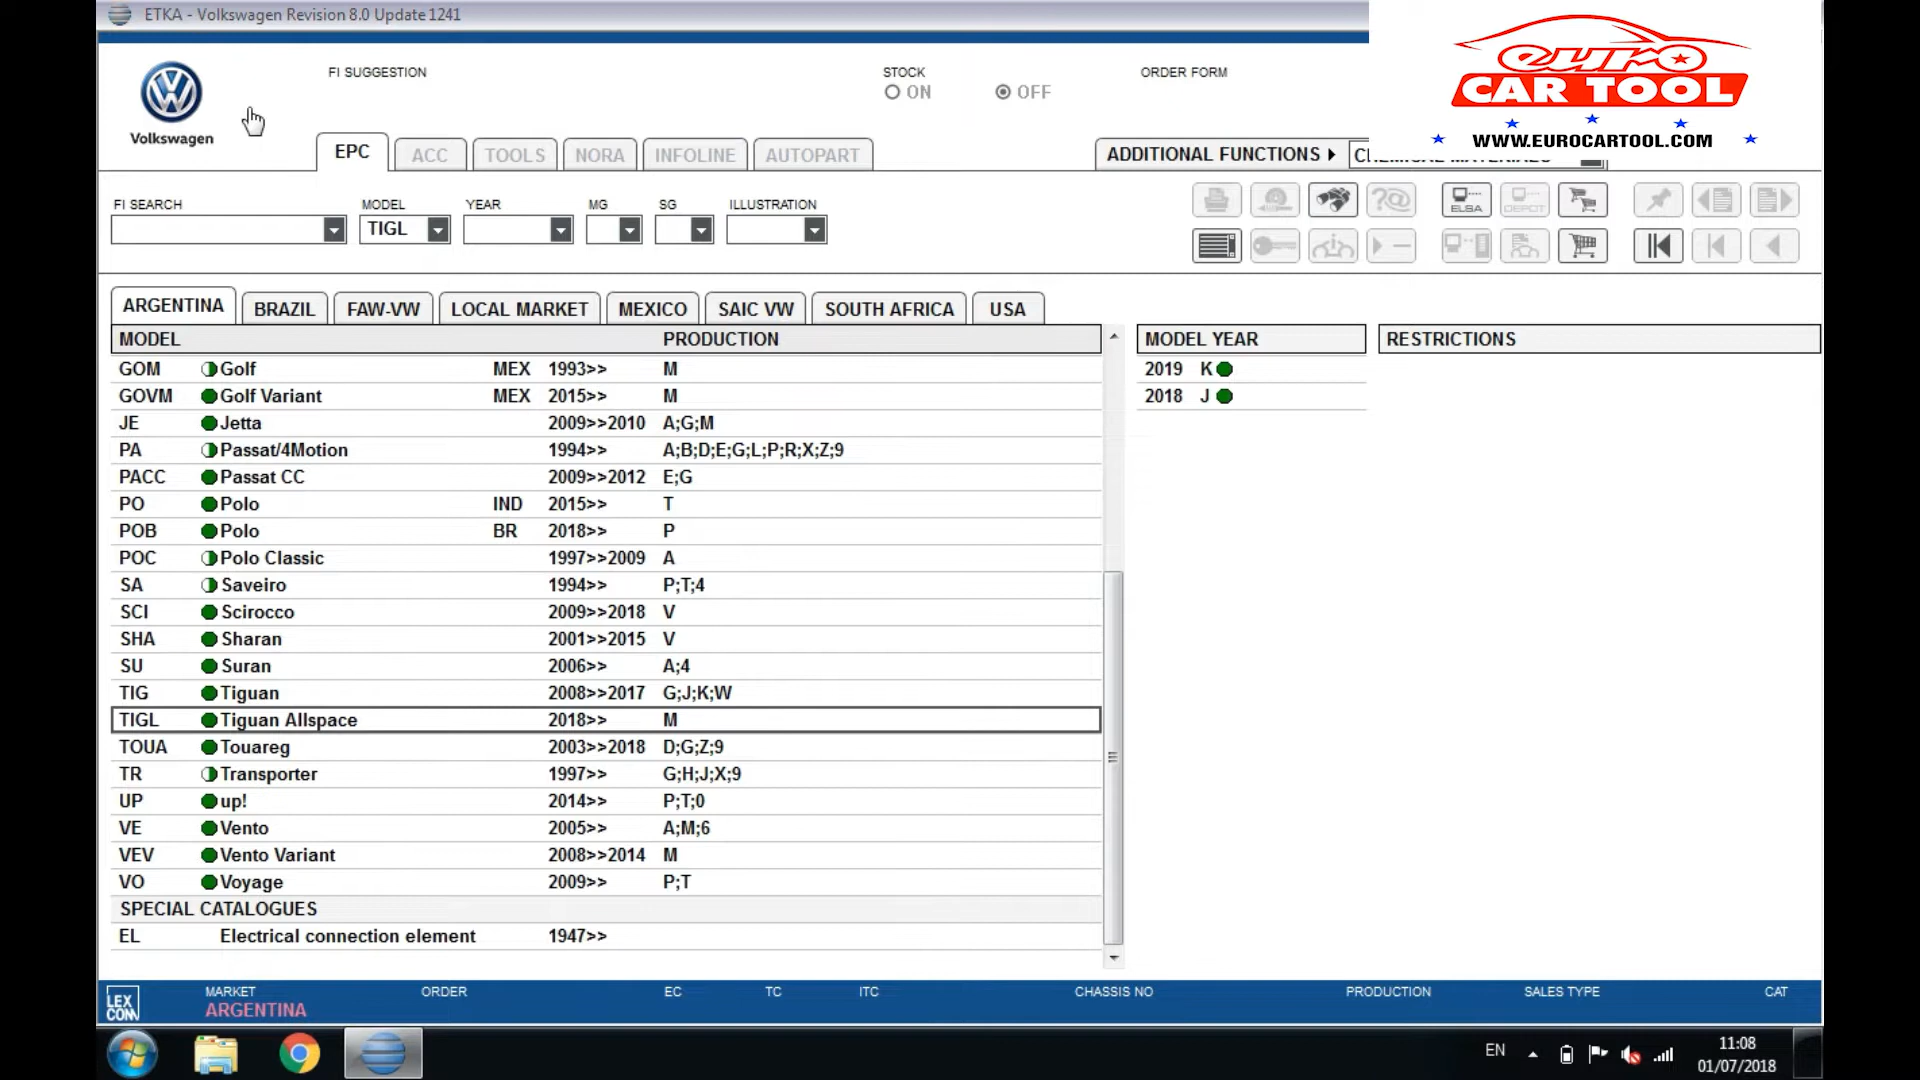 ETKA - Volkswagen Revision 8.0 Update 1241
euro
CAR TOOL
WWW.EUROCARTOOL.COM
Volkswagen
FI SUGGESTION
STOCK
ON
OFF
ORDER FORM
EPC
ACC
TOOLS
NORA
INFOLINE
AUTOPART
ADDITIONAL FUNCTIONS
CHEMICAL MATERIALS
FI SEARCH
MODEL
YEAR
MG
SG
ILLUSTRATION
TIGL
ELSA
DEPOT
?@
ARGENTINA
BRAZIL
FAW-VW
LOCAL MARKET
MEXICO
SAIC VW
SOUTH AFRICA
USA
MODEL PRODUCTION
GOM Golf MEX 1993>> M
GOVM Golf Variant MEX 2015>> M
JE Jetta 2009>>2010 A;G;M
PA Passat/4Motion 1994>> A;B;D;E;G;L;P;R;X;Z;9
PACC Passat CC 2009>>2012 E;G
PO Polo IND 2015>> T
POB Polo BR 2018>> P
POC Polo Classic 1997>>2009 A
SA Saveiro 1994>> P;T;4
SCI Scirocco 2009>>2018 V
SHA Sharan 2001>>2015 V
SU Suran 2006>> A;4
TIG Tiguan 2008>>2017 G;J;K;W
TIGL Tiguan Allspace 2018>> M
TOUA Touareg 2003>>2018 D;G;Z;9
TR Transporter 1997>> G;H;J;X;9
UP up! 2014>> P;T;0
VE Vento 2005>> A;M;6
VEV Vento Variant 2008>>2014 M
VO Voyage 2009>> P;T
SPECIAL CATALOGUES
EL Electrical connection element 1947>>
MODEL YEAR
2019 K
2018 J
RESTRICTIONS
LEX
COM
MARKET
ARGENTINA
ORDER
EC
TC
ITC
CHASSIS NO
PRODUCTION
SALES TYPE
CAT
EN
11:08
01/07/2018